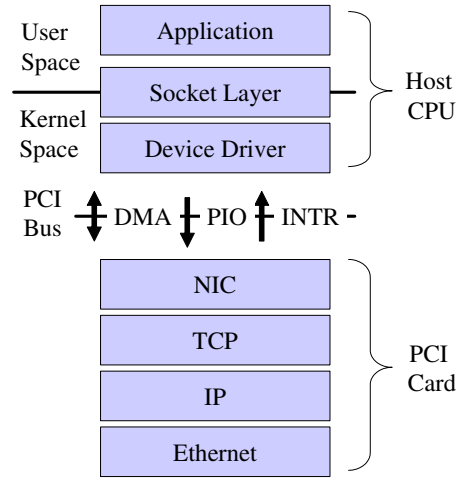 User
Space
Application
Socket Layer
Kernel
Space
Device Driver
Host
CPU
PCI
Bus
DMA
PIO
INTR
NIC
TCP
IP
Ethernet
PCI
Card